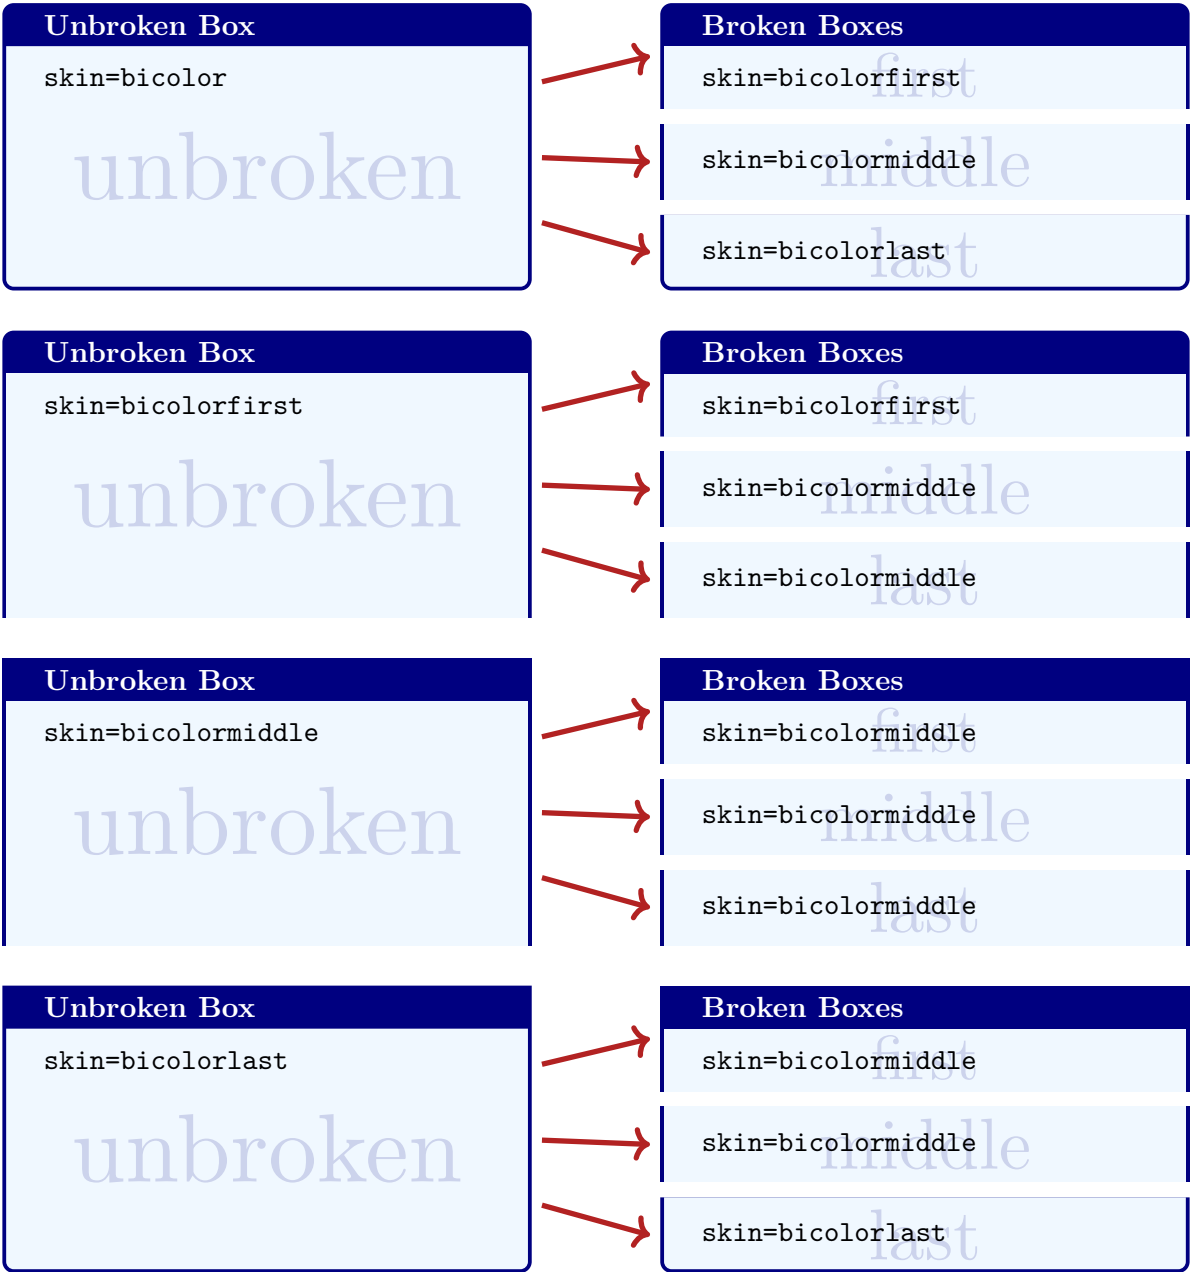 Unbroken Box
skin=bicolor
unbroken
Broken Boxes
first
skin=bicolorfirst
middle
skin=bicolormiddle
last
skin=bicolorlast
Unbroken Box
skin=bicolorfirst
unbroken
Broken Boxes
first
skin=bicolorfirst
middle
skin=bicolormiddle
last
skin=bicolormiddle
Unbroken Box
skin=bicolormiddle
unbroken
Broken Boxes
first
skin=bicolormiddle
middle
skin=bicolormiddle
last
skin=bicolormiddle
Unbroken Box
skin=bicolorlast
unbroken
Broken Boxes
first
skin=bicolormiddle
middle
skin=bicolormiddle
last
skin=bicolorlast